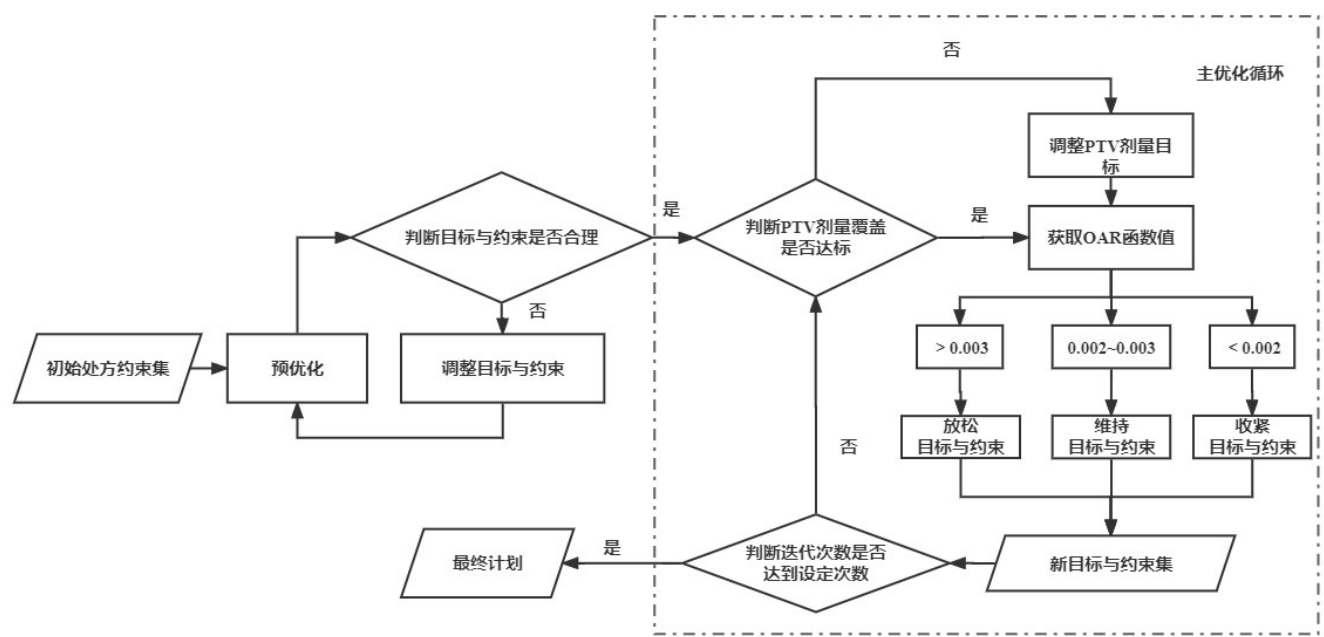 初始处方约束集
预优化
判断目标与约束是否合理
否
调整目标与约束
是
主优化循环
判断PTV剂量覆盖
是否达标
否
调整PTV剂量目
标
是
获取OAR函数值
> 0.003
0.002~0.003
< 0.002
放松
目标与约束
维持
目标与约束
收紧
目标与约束
新目标与约束集
判断迭代次数是否
达到设定次数
否
是
最终计划